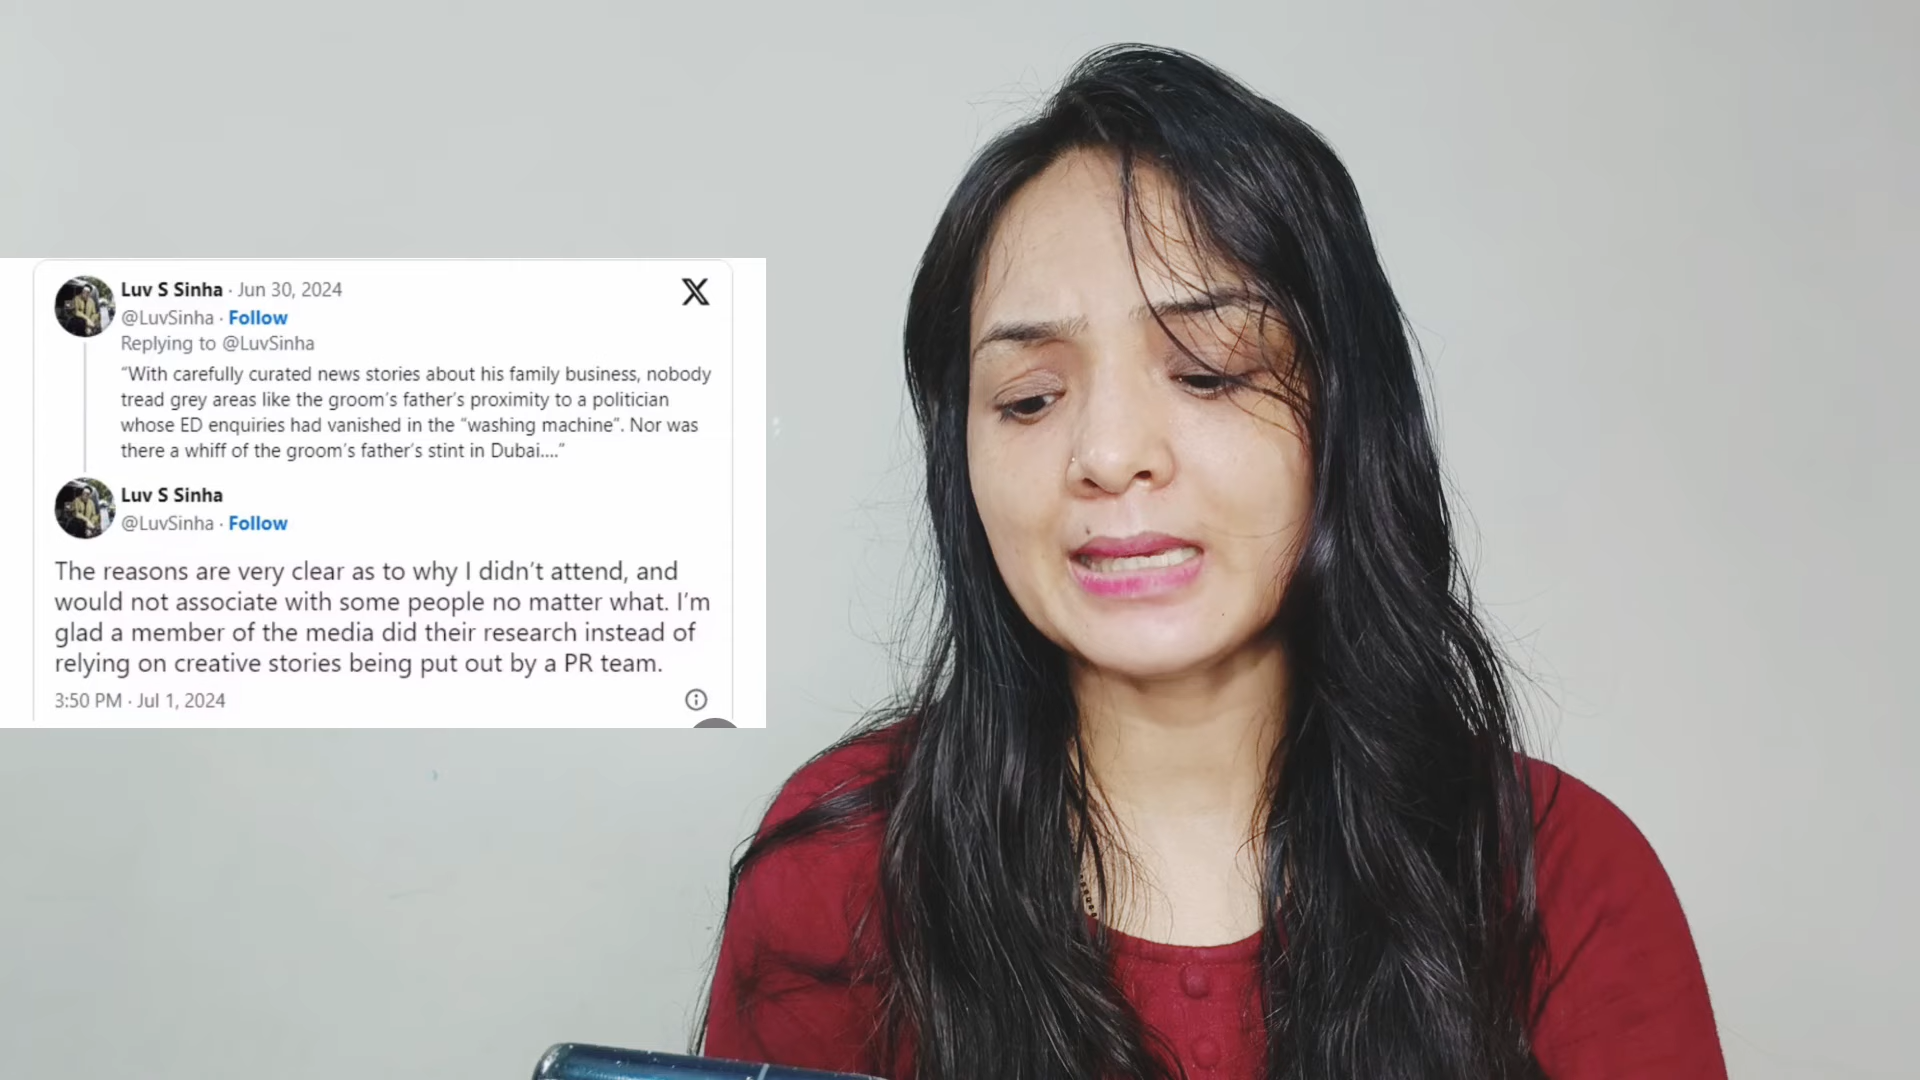 Luv S Sinha · Jun 30, 2024
@LuvSinha · Follow
Replying to @LuvSinha
“With carefully curated news stories about his family business, nobody
tread grey areas like the groom’s father’s proximity to a politician
whose ED enquiries had vanished in the “washing machine”. Nor was
there a whiff of the groom’s father’s stint in Dubai....”
Luv S Sinha
@LuvSinha · Follow
The reasons are very clear as to why I didn’t attend, and
would not associate with some people no matter what. I’m
glad a member of the media did their research instead of
relying on creative stories being put out by a PR team.
3:50 PM · Jul 1, 2024